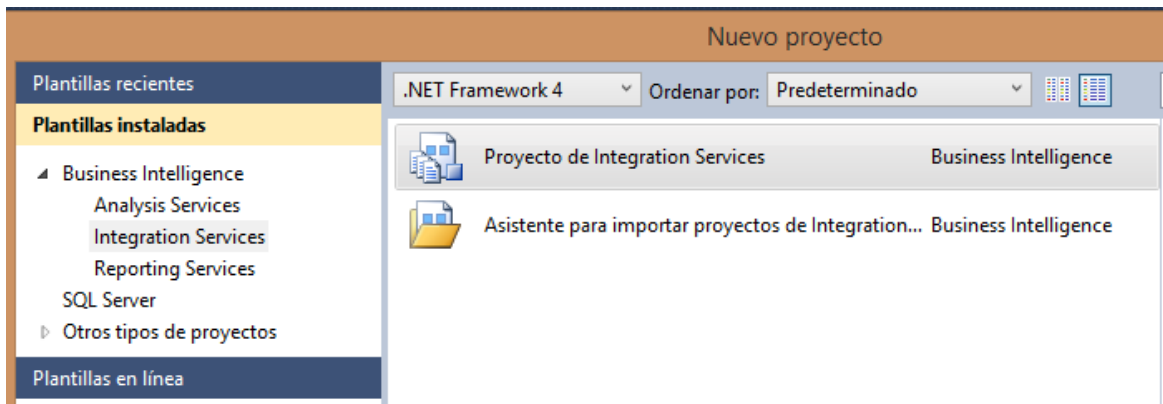 Nuevo proyecto
Plantillas recientes
.NET Framework 4 Ordenar por: Predeterminado
Plantillas instaladas
Business Intelligence
Analysis Services
Integration Services
Reporting Services
SQL Server
Otros tipos de proyectos
Plantillas en línea
Proyecto de Integration Services Business Intelligence
Asistente para importar proyectos de Integration... Business Intelligence